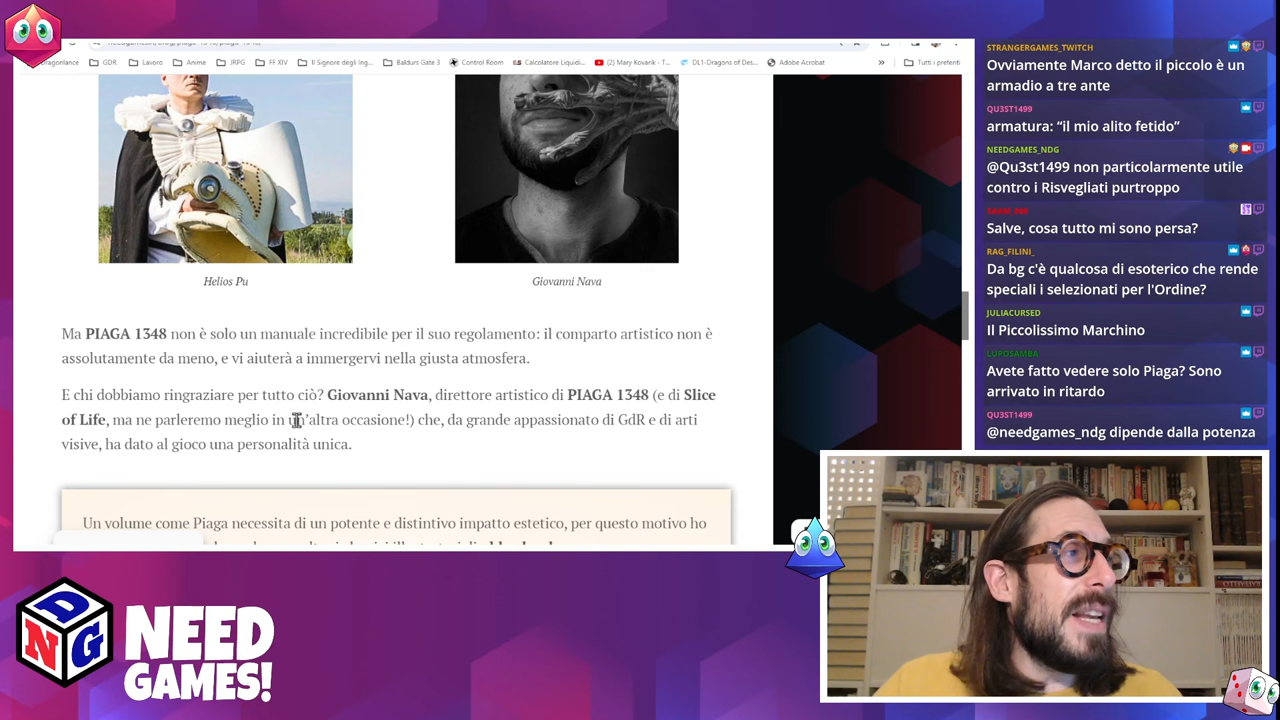 Dragonlance
GDR
Lavoro
Anime
JRPG
FF XIV
Il Signore degli Ing...
Baldurs Gate 3
Control Room
Calcolatore Liquidi...
(2) Mary Kovarik - T...
DL1-Dragons of Des...
Adobe Acrobat
»
Tutti i preferiti
Helios Pu
Giovanni Nava
Ma PIAGA 1348 non è solo un manuale incredibile per il suo regolamento: il comparto artistico non è
assolutamente da meno, e vi aiuterà a immergervi nella giusta atmosfera.
E chi dobbiamo ringraziare per tutto ciò? Giovanni Nava, direttore artistico di PIAGA 1348 (e di Slice
of Life, ma ne parleremo meglio in un'altra occasione!) che, da grande appassionato di GdR e di arti
visive, ha dato al gioco una personalità unica.
Un volume come Piaga necessita di un potente e distintivo impatto estetico, per questo motivo ho
STRANGERGAMES_TWITCH
Ovviamente Marco detto il piccolo è un
armadio a tre ante
QU3ST1499
armatura: “il mio alito fetido”
NEEDGAMES_NDG
@Qu3st1499 non particolarmente utile
contro i Risvegliati purtroppo
Salve, cosa tutto mi sono persa?
RAG_FILINI_
Da bg c'è qualcosa di esoterico che rende
speciali i selezionati per l'Ordine?
JULIACURSED
Il Piccolissimo Marchino
LUPOSAMBA
Avete fatto vedere solo Piaga? Sono
arrivato in ritardo
QU3ST1499
@needgames_ndg dipende dalla potenza
D
N
G
NEED
GAMES!